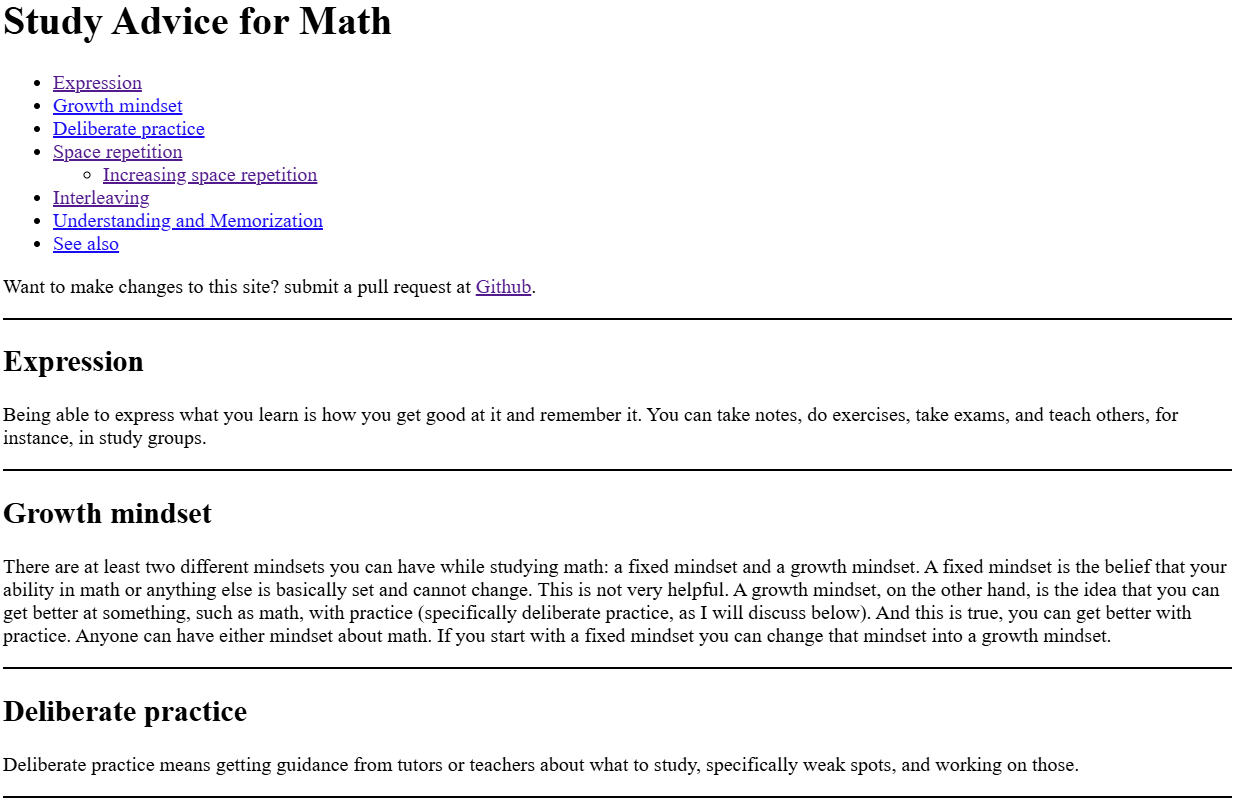 Study Advice for Math
Expression
Growth mindset
Deliberate practice
Space repetition
Increasing space repetition
Interleaving
Understanding and Memorization
See also
Want to make changes to this site? submit a pull request at Github.
Expression
Being able to express what you learn is how you get good at it and remember it. You can take notes, do exercises, take exams, and teach others, for
instance, in study groups.
Growth mindset
There are at least two different mindsets you can have while studying math: a fixed mindset and a growth mindset. A fixed mindset is the belief that your
ability in math or anything else is basically set and cannot change. This is not very helpful. A growth mindset, on the other hand, is the idea that you can
get better at something, such as math, with practice (specifically deliberate practice, as I will discuss below). And this is true, you can get better with
practice. Anyone can have either mindset about math. If you start with a fixed mindset you can change that mindset into a growth mindset.
Deliberate practice
Deliberate practice means getting guidance from tutors or teachers about what to study, specifically weak spots, and working on those.